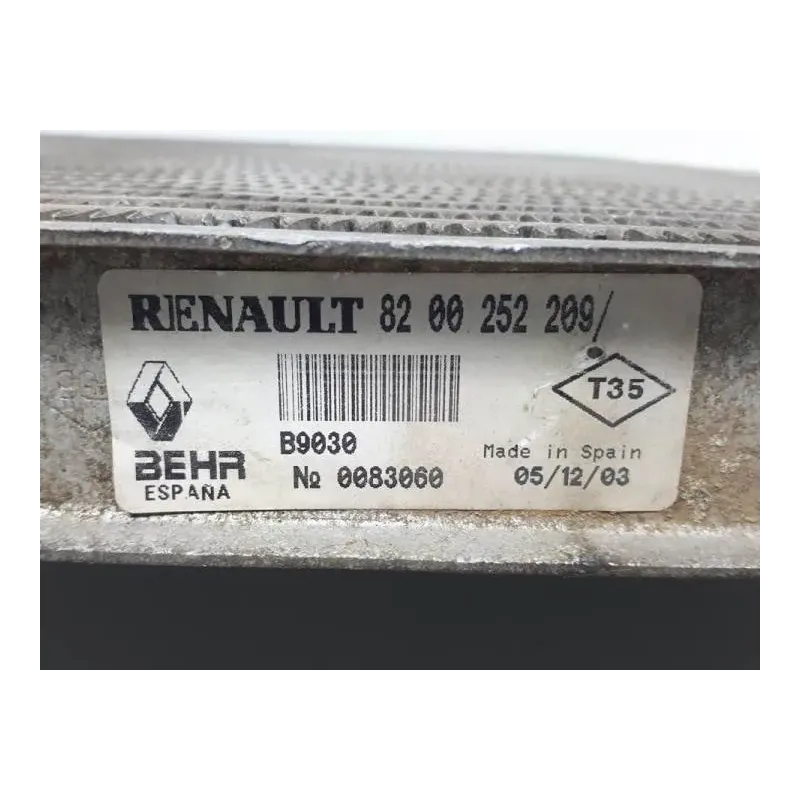 RENAULT 82 00 252 209/
T35
B9030
Made in Spain
BEHR
№ 0083060
05/12/03
ESPAÑA